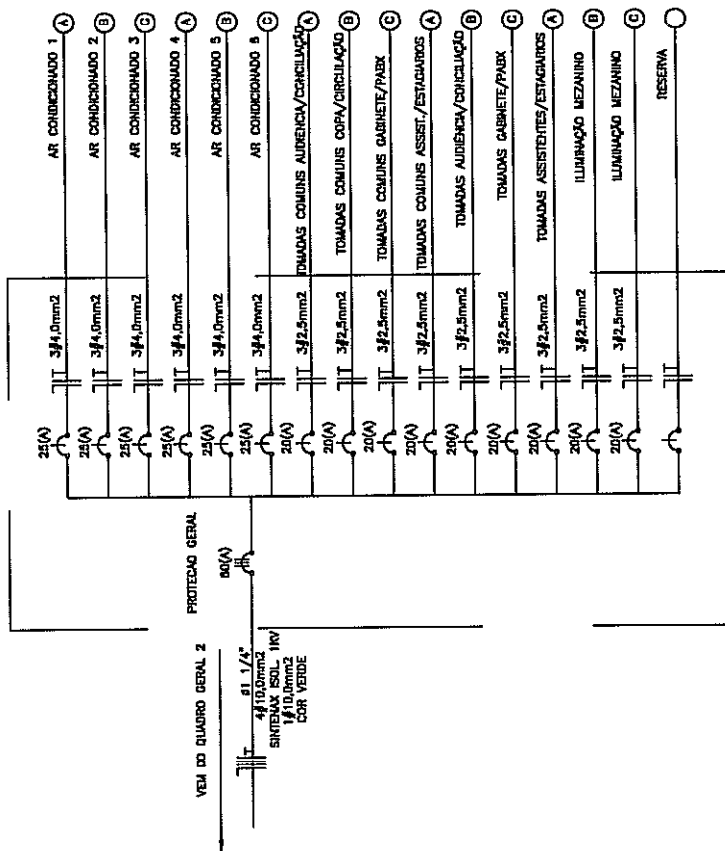 VEM DO QUADRO GERAL 2
ø1 1/4"
4#10,0mm2
SINTENAX ISOL. 1KV
1#10,0mm2
COR VERDE
PROTECAO GERAL
60(A)
25(A) 3#4,0mm2 AR CONDICIONADO 1 A
25(A) 3#4,0mm2 AR CONDICIONADO 2 B
25(A) 3#4,0mm2 AR CONDICIONADO 3 C
25(A) 3#4,0mm2 AR CONDICIONADO 4 A
25(A) 3#4,0mm2 AR CONDICIONADO 5 B
25(A) 3#4,0mm2 AR CONDICIONADO 6 C
20(A) 3#2,5mm2 TOMADAS COMUNS AUDIÊNCIA/CONCILIAÇÃO A
20(A) 3#2,5mm2 TOMADAS COMUNS COPA/CIRCULAÇÃO B
20(A) 3#2,5mm2 TOMADAS COMUNS GABINETE/PABX C
20(A) 3#2,5mm2 TOMADAS COMUNS ASSIST./ESTAGIARIOS A
20(A) 3#2,5mm2 TOMADAS AUDIÊNCIA/CONCILIAÇÃO B
20(A) 3#2,5mm2 TOMADAS GABINETE/PABX C
20(A) 3#2,5mm2 TOMADAS ASSISTENTES/ESTAGIARIOS A
20(A) 3#2,5mm2 ILUMINAÇÃO MEZANINO B
20(A) 3#2,5mm2 ILUMINAÇÃO MEZANINO C
RESERVA